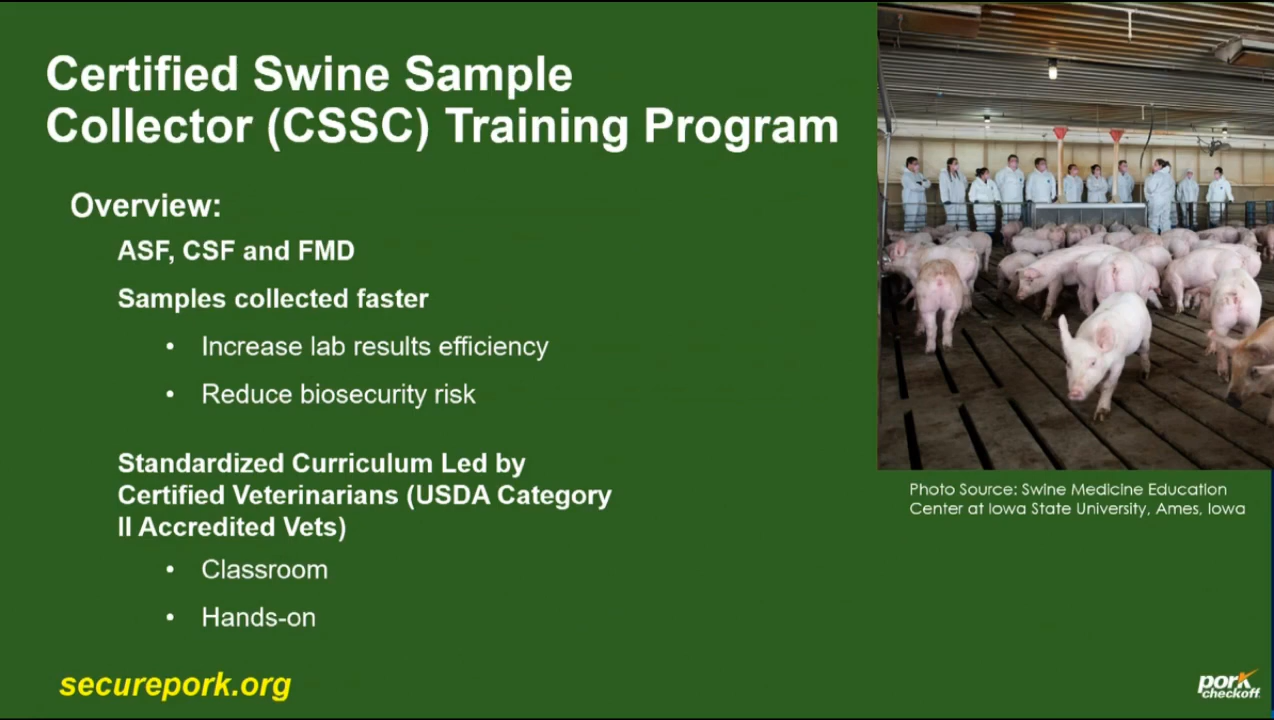 Certified Swine Sample
Collector (CSSC) Training Program
Overview:
ASF, CSF and FMD
Samples collected faster
• Increase lab results efficiency
• Reduce biosecurity risk
Standardized Curriculum Led by
Certified Veterinarians (USDA Category
II Accredited Vets)
• Classroom
• Hands-on
securepork.org
Photo Source: Swine Medicine Education
Center at Iowa State University, Ames, Iowa
pork
checkoff